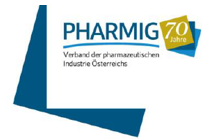 PHARMIG
70
Jahre
Verband der pharmazeutischen
Industrie Österreichs